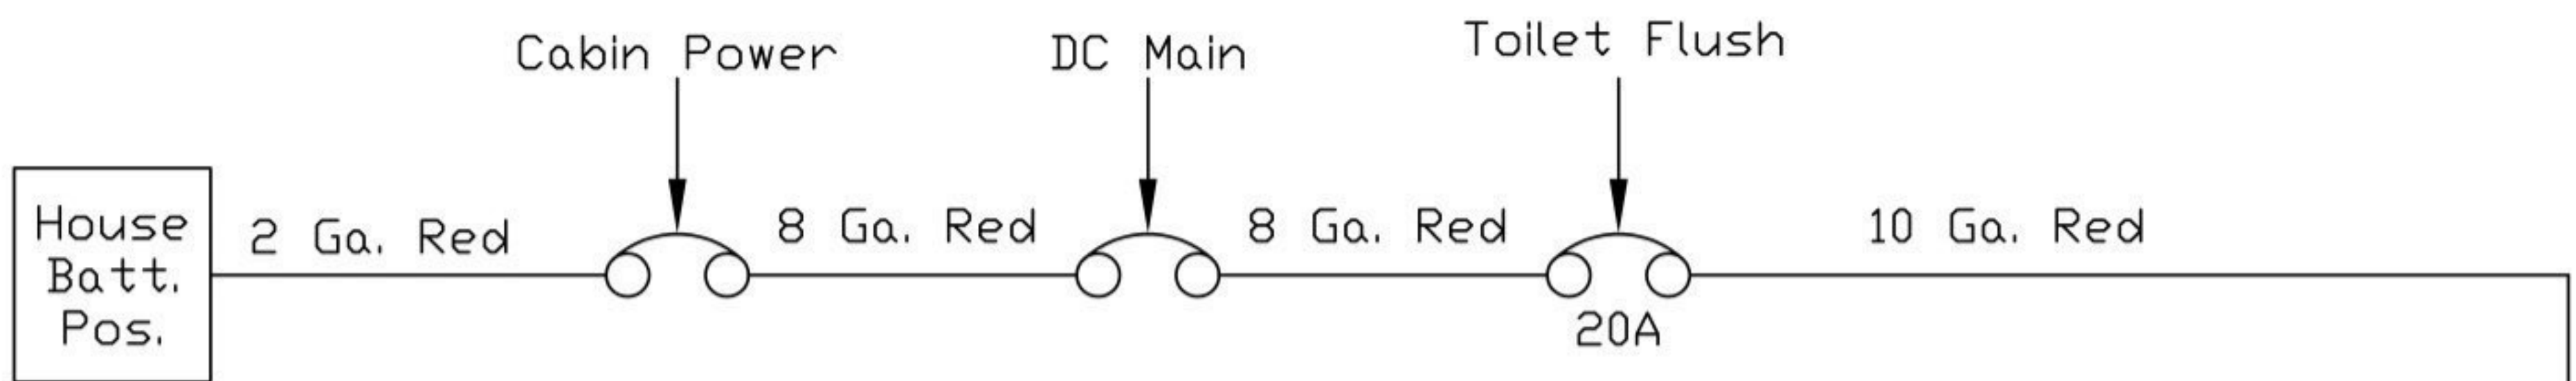 Cabin Power
DC Main
Toilet Flush
House
Batt.
Pos.
2 Ga. Red
8 Ga. Red
8 Ga. Red
10 Ga. Red
20A